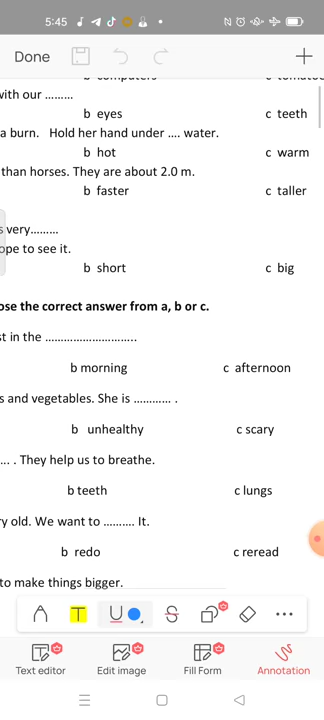 5:45
Done
b computers
with our .........
b eyes c teeth
a burn. Hold her hand under .... water.
b hot c warm
than horses. They are about 2.0 m.
b faster c taller
s very.........
ope to see it.
b short c big
ose the correct answer from a, b or c.
st in the ...........................
b morning c afternoon
s and vegetables. She is ............ .
b unhealthy c scary
... . They help us to breathe.
b teeth c lungs
ry old. We want to .......... It.
b redo c reread
to make things bigger.
T U S
Text editor Edit image Fill Form Annotation